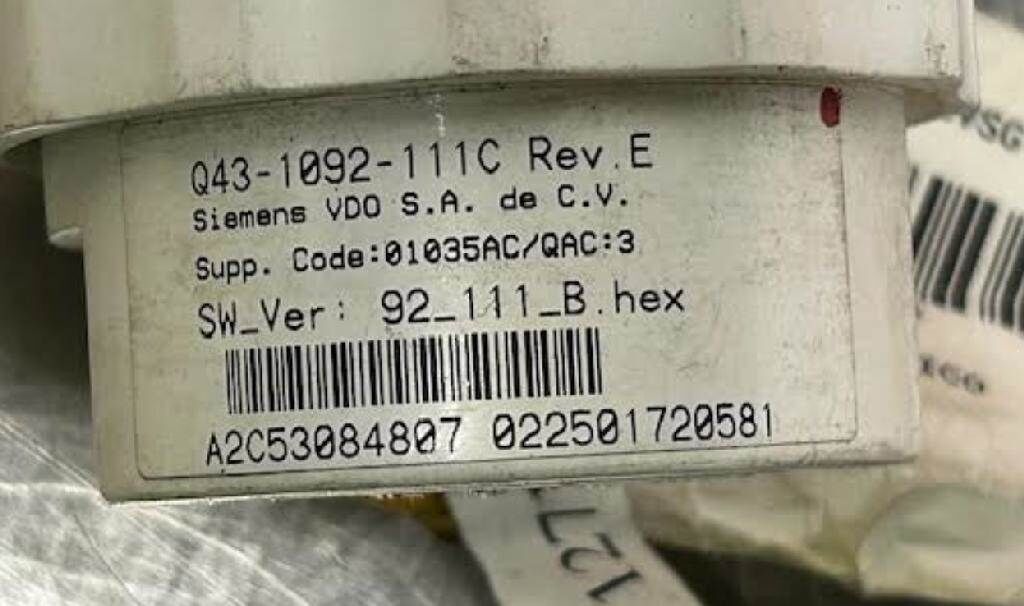 Q43-1092-111C Rev.E
Siemens VDO S.A. de C.V.
Supp. Code:01035AC/QAC:3
SW_Ver: 92_111_B.hex
A2C53084807 022501720581